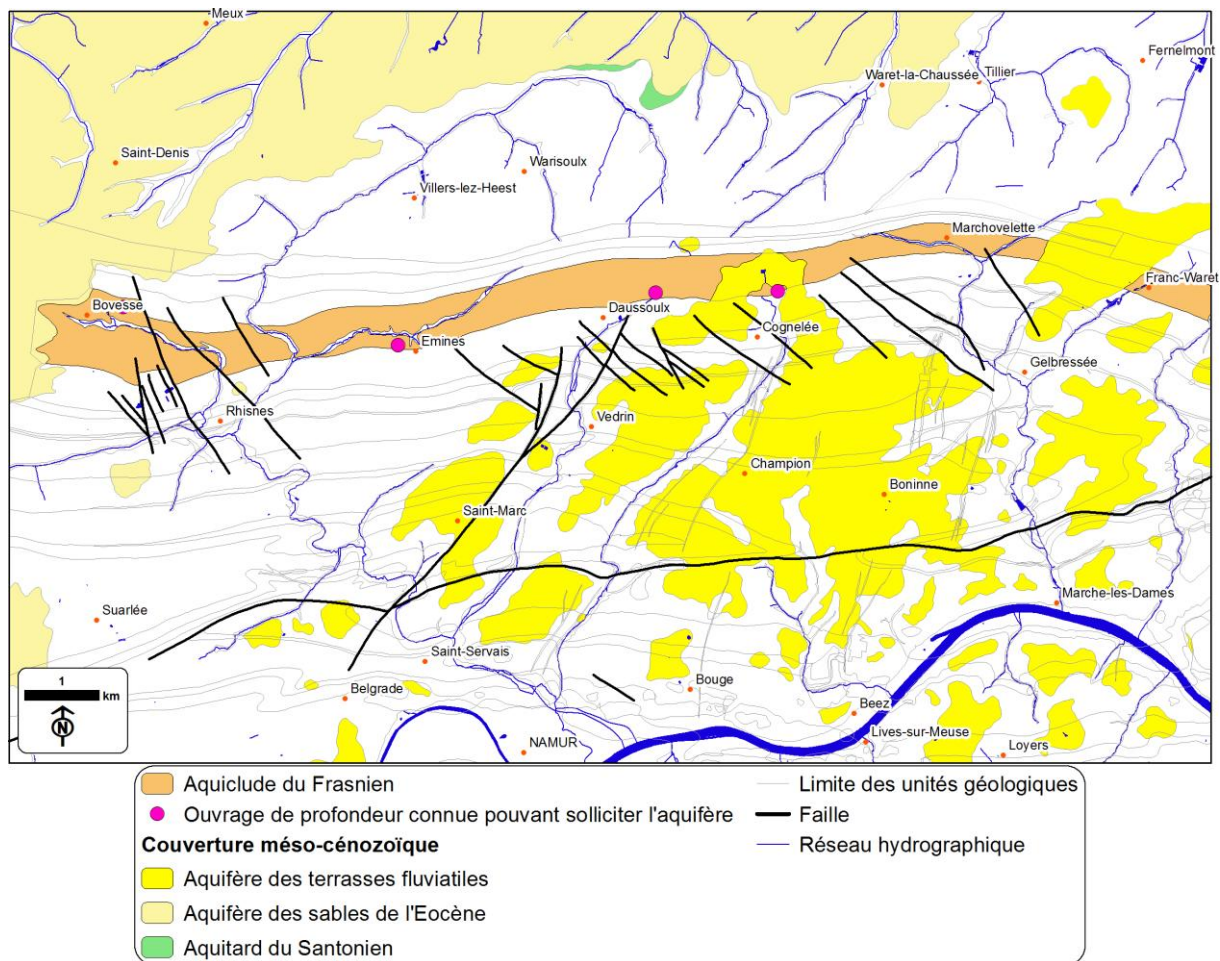 Meux
Fernelmont
Waret-la-Chaussée
Tillier
Saint-Denis
Warisoulx
Villers-lez-Heest
Marchovelette
Franc-Waret
Bovesse
Daussoulx
Cognelée
Emines
Gelbressée
Rhisnes
Vedrin
Champion
Boninne
Saint-Marc
Suarlée
Marche-les-Dames
Saint-Servais
Belgrade
Bouge
Beez
NAMUR
Lives-sur-Meuse
Loyers
1
km
N
Aquiclude du Frasnien
Ouvrage de profondeur connue pouvant solliciter l'aquifère
Couverture méso-cénozoïque
Aquifère des terrasses fluviatiles
Aquifère des sables de l'Eocène
Aquitard du Santonien
Limite des unités géologiques
Faille
Réseau hydrographique